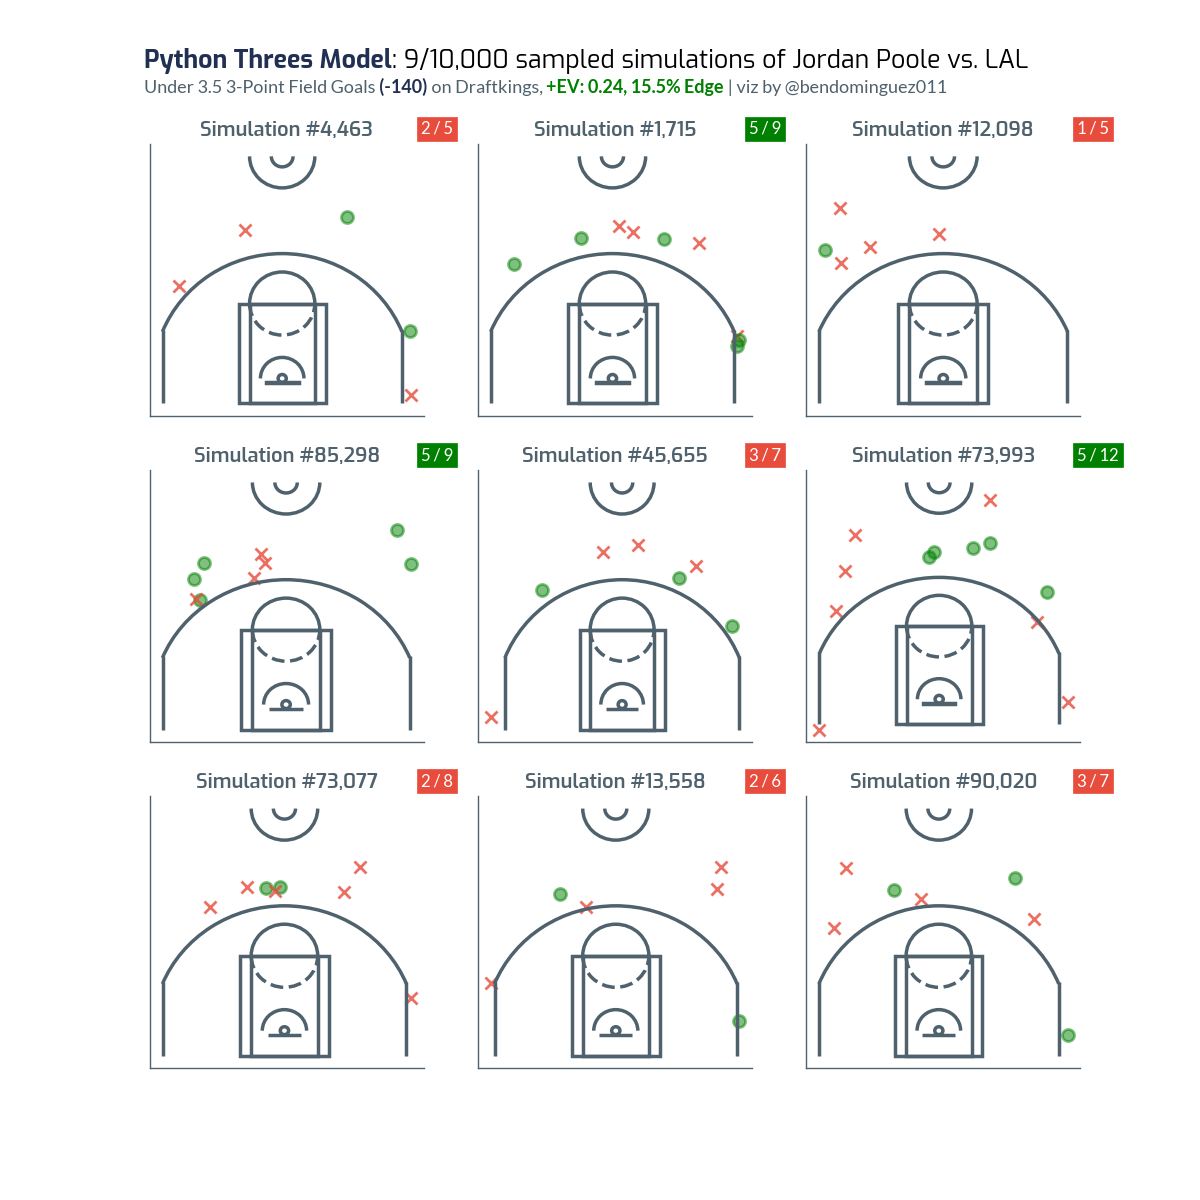 Python Threes Model: 9/10,000 sampled simulations of Jordan Poole vs. LAL
Under 3.5 3-Point Field Goals (-140) on Draftkings, +EV: 0.24, 15.5% Edge | viz by @bendominguez011
Simulation #4,463 2 / 5
Simulation #1,715 5 / 9
Simulation #12,098 1 / 5
Simulation #85,298 5 / 9
Simulation #45,655 3 / 7
Simulation #73,993 5 / 12
Simulation #73,077 2 / 8
Simulation #13,558 2 / 6
Simulation #90,020 3 / 7